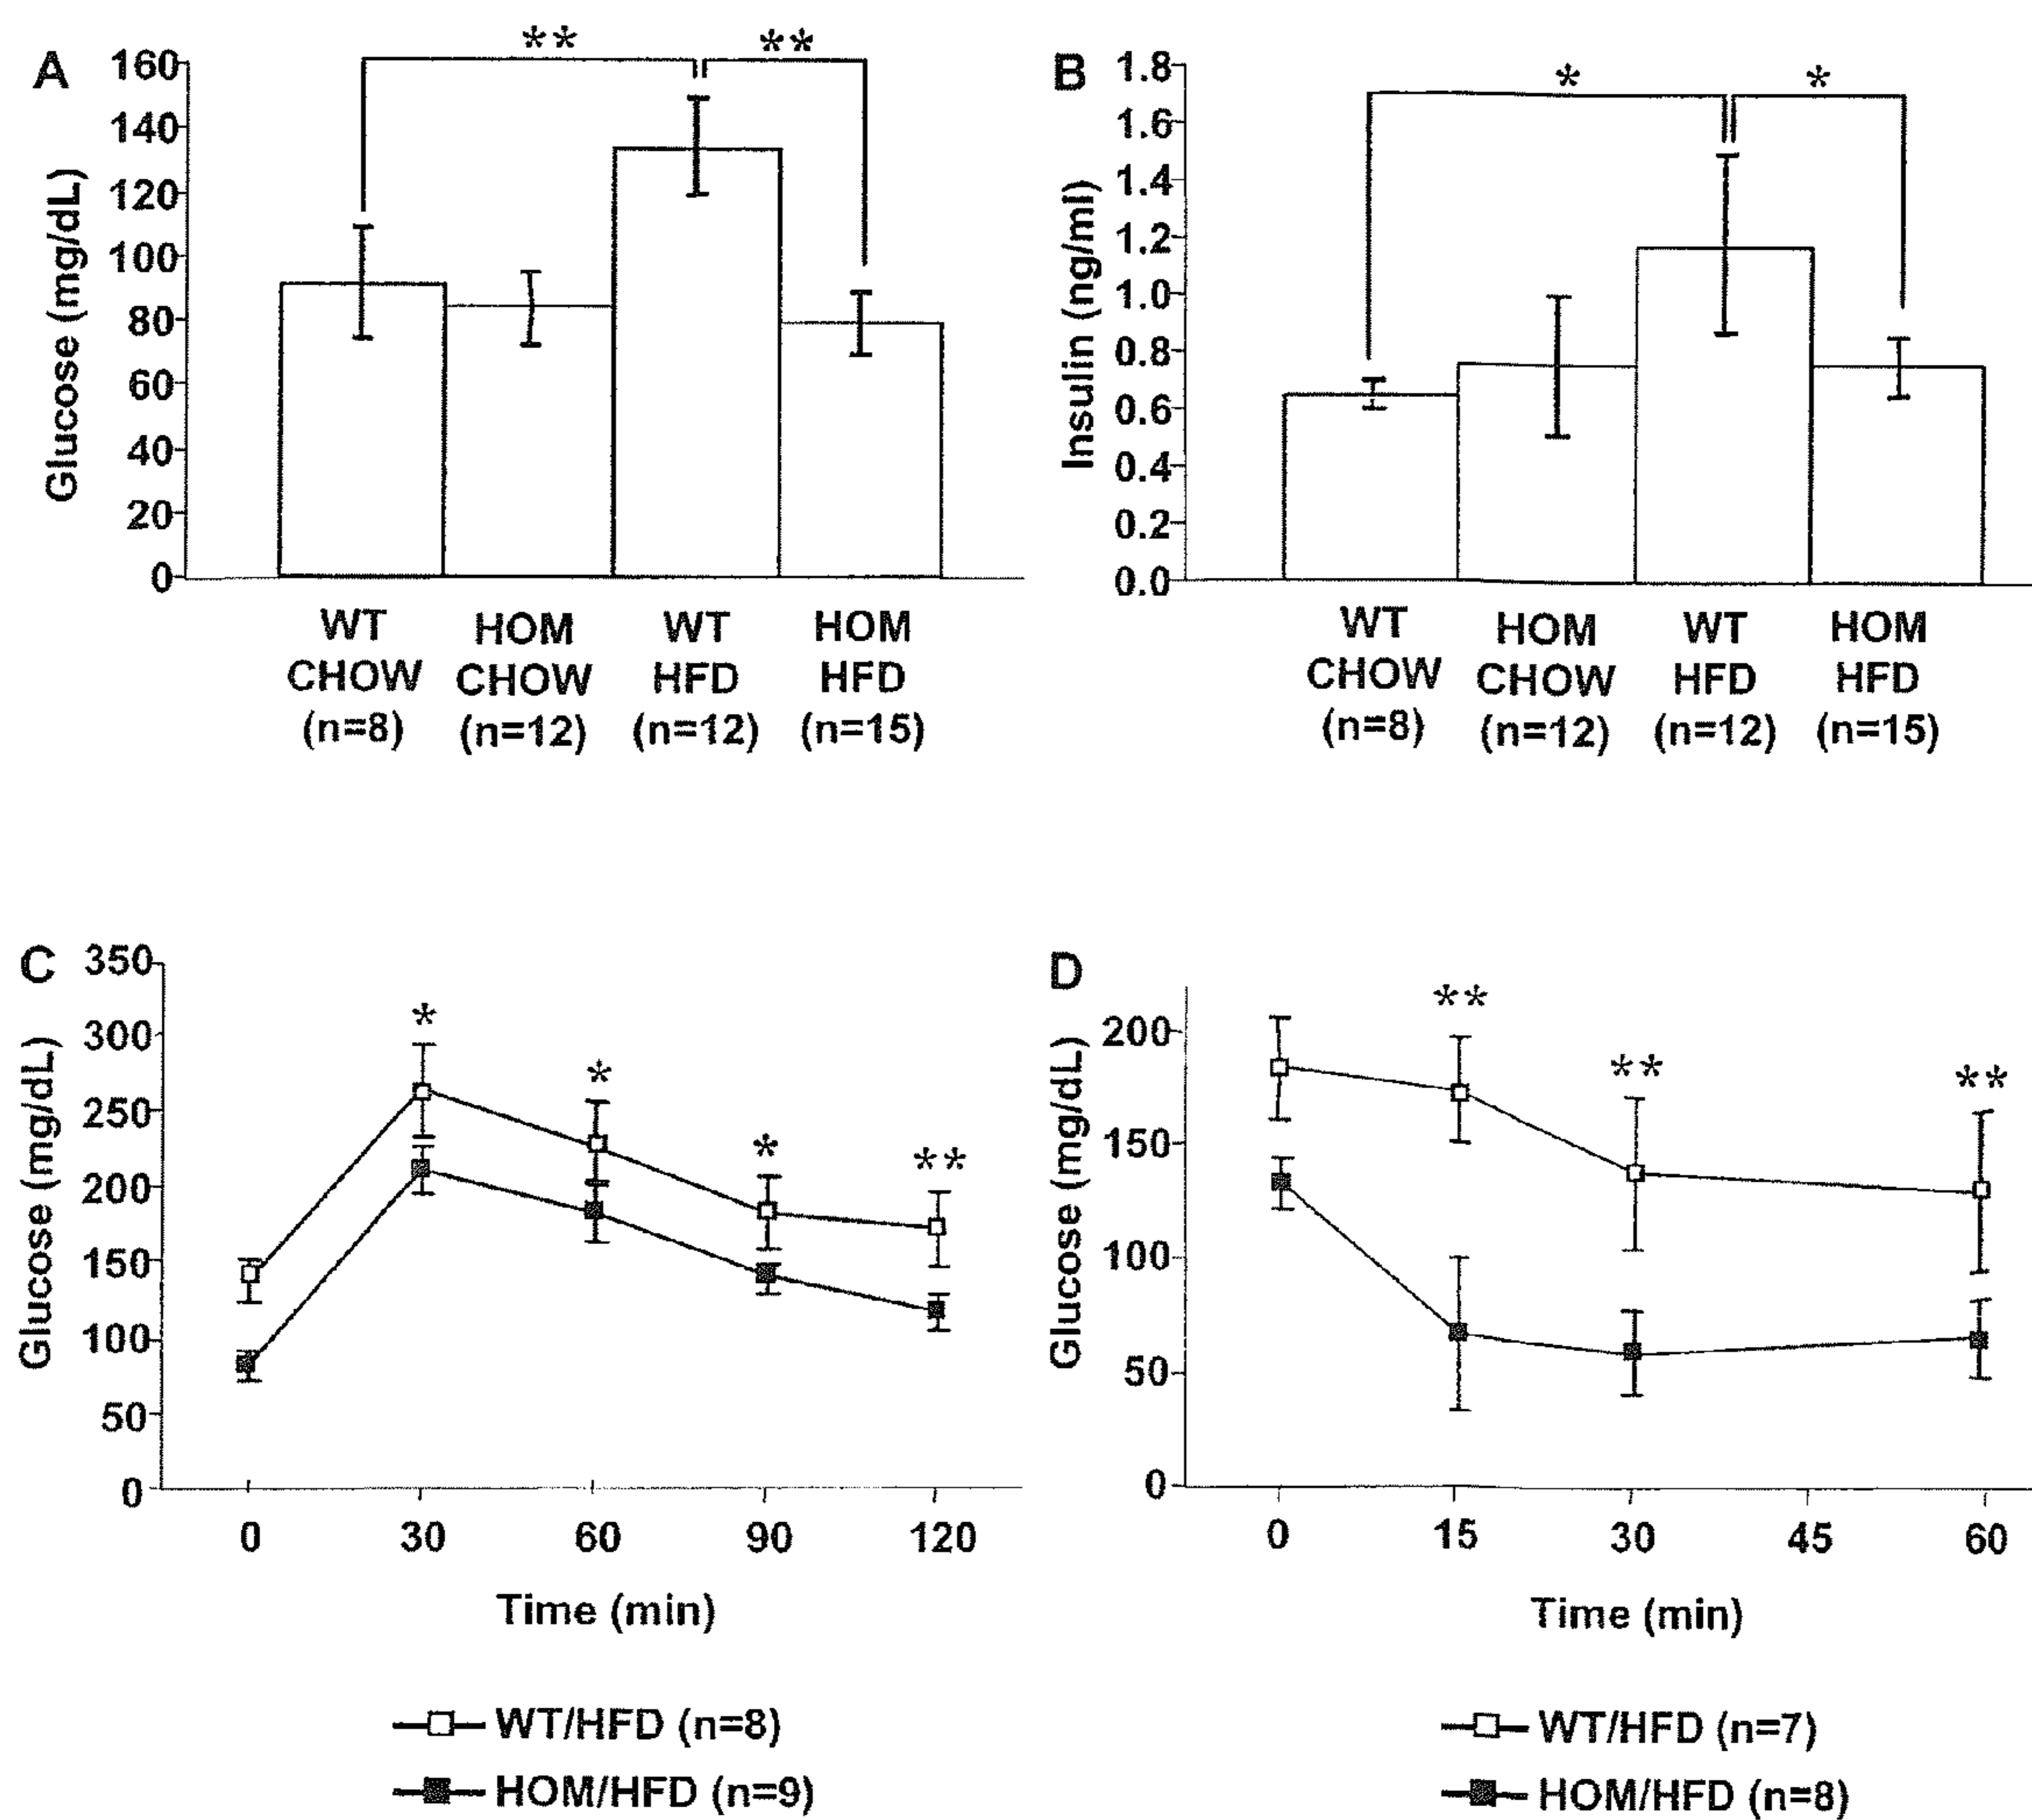 A
**
**
160
140
120
100
80
60
40
20
0
Glucose (mg/dL)
WT CHOW (n=8)
HOM CHOW (n=12)
WT HFD (n=12)
HOM HFD (n=15)
B
*
*
1.8
1.6
1.4
1.2
1.0
0.8
0.6
0.4
0.2
0.0
Insulin (ng/ml)
WT CHOW (n=8)
HOM CHOW (n=12)
WT HFD (n=12)
HOM HFD (n=15)
C
350
300
250
200
150
100
50
0
Glucose (mg/dL)
*
*
*
**
0 30 60 90 120
Time (min)
WT/HFD (n=8)
HOM/HFD (n=9)
D
200
150
100
50
0
Glucose (mg/dL)
**
**
**
0 15 30 45 60
Time (min)
WT/HFD (n=7)
HOM/HFD (n=8)